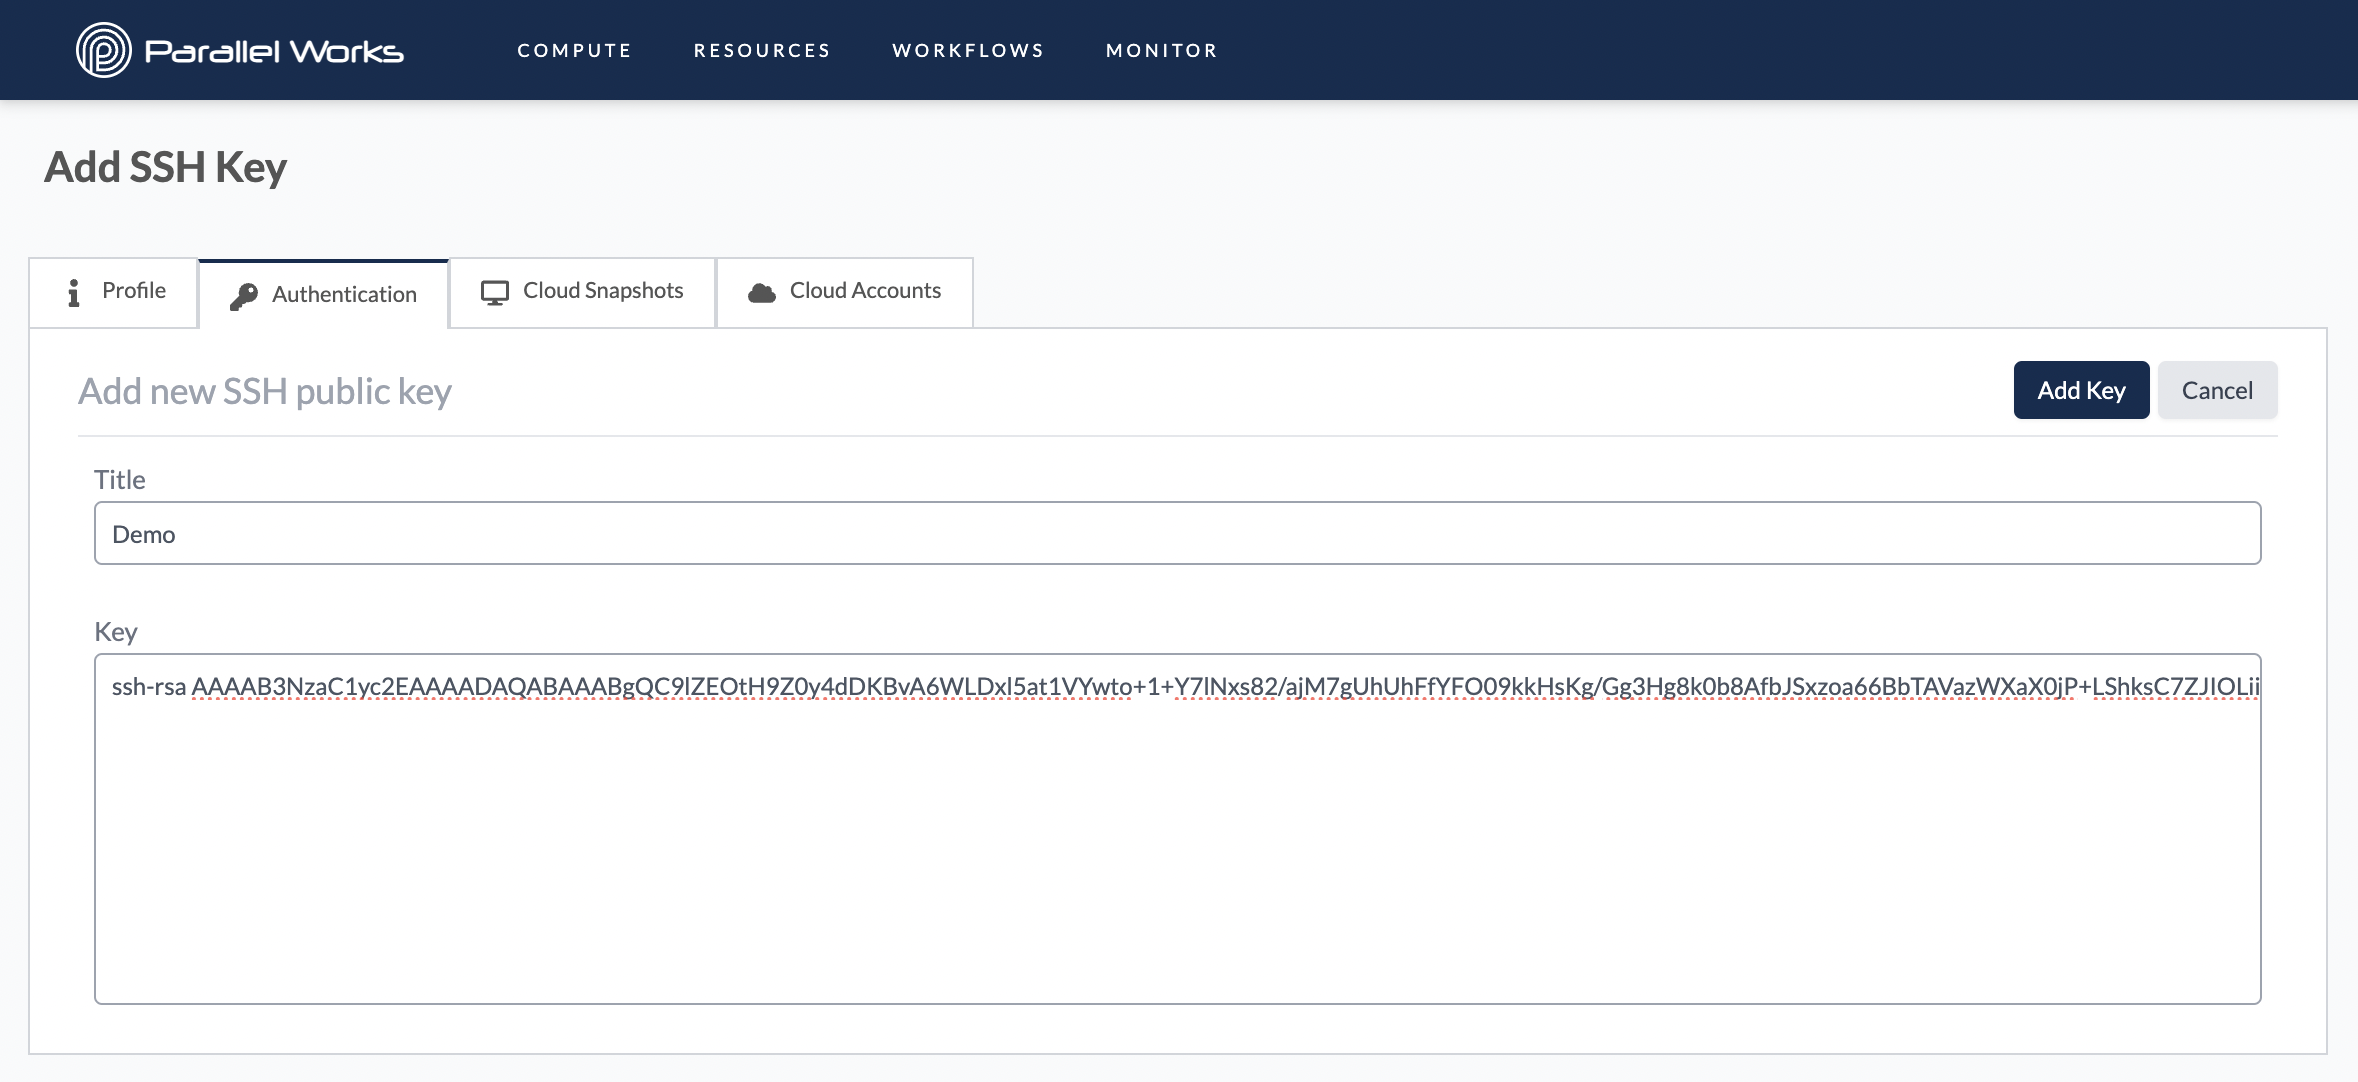 Parallel Works
COMPUTE
RESOURCES
WORKFLOWS
MONITOR
Add SSH Key
Profile
Authentication
Cloud Snapshots
Cloud Accounts
Add new SSH public key
Add Key
Cancel
Title
Demo
Key
ssh-rsa AAAAB3NzaC1yc2EAAAADAQABAAABgQC9lZEOtH9Z0y4dDKBvA6WLDxl5at1VYwto+1+Y7lNxs82/ajM7gUhUhFfYFO09kkHsKg/Gg3Hg8k0b8AfbJSxzoa66BbTAVazWXaX0jP+LShksC7ZJIOLii